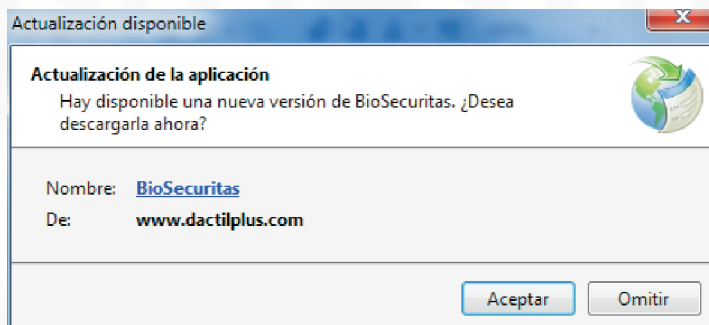 Actualización disponible
Actualización de la aplicación
Hay disponible una nueva versión de BioSecuritas. ¿Desea
descargarla ahora?
Nombre: BioSecuritas
De: www.dactilplus.com
Aceptar Omitir